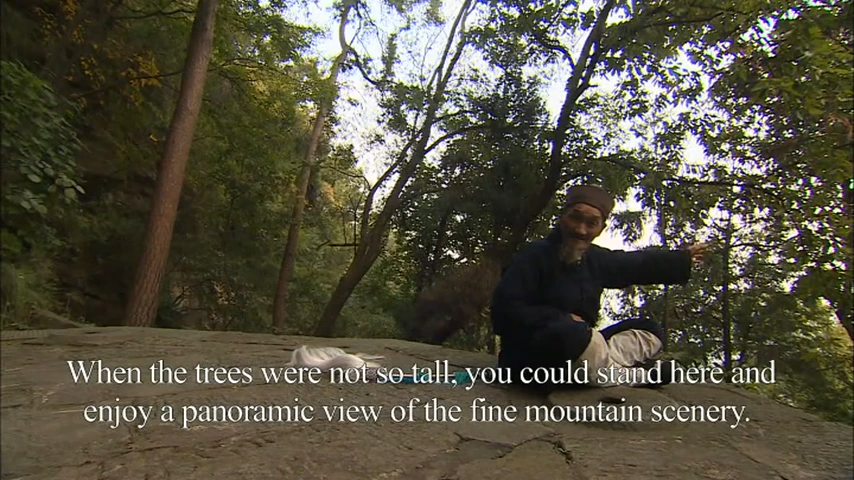 When the trees were not so tall, you could stand here and
enjoy a panoramic view of the fine mountain scenery.